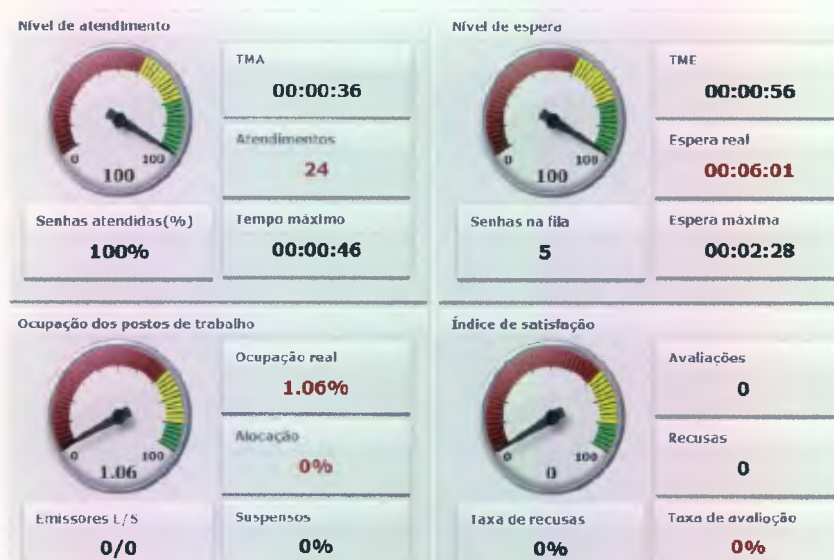 Nível de atendimento
TMA
00:00:36
Atendimentos
24
0 100
100
Senhas atendidas(%)
100%
Tempo máximo
00:00:46
Nível de espera
TME
00:00:56
Espera real
00:06:01
0 100
100
Senhas na fila
5
Espera máxima
00:02:28
Ocupação dos postos de trabalho
Ocupação real
1.06%
Alocação
0%
0 100
1.06
Emissores L/S
0/0
Suspensos
0%
Índice de satisfação
Avaliações
0
Recusas
0
0 100
0
Taxa de recusas
0%
Taxa de avalioção
0%